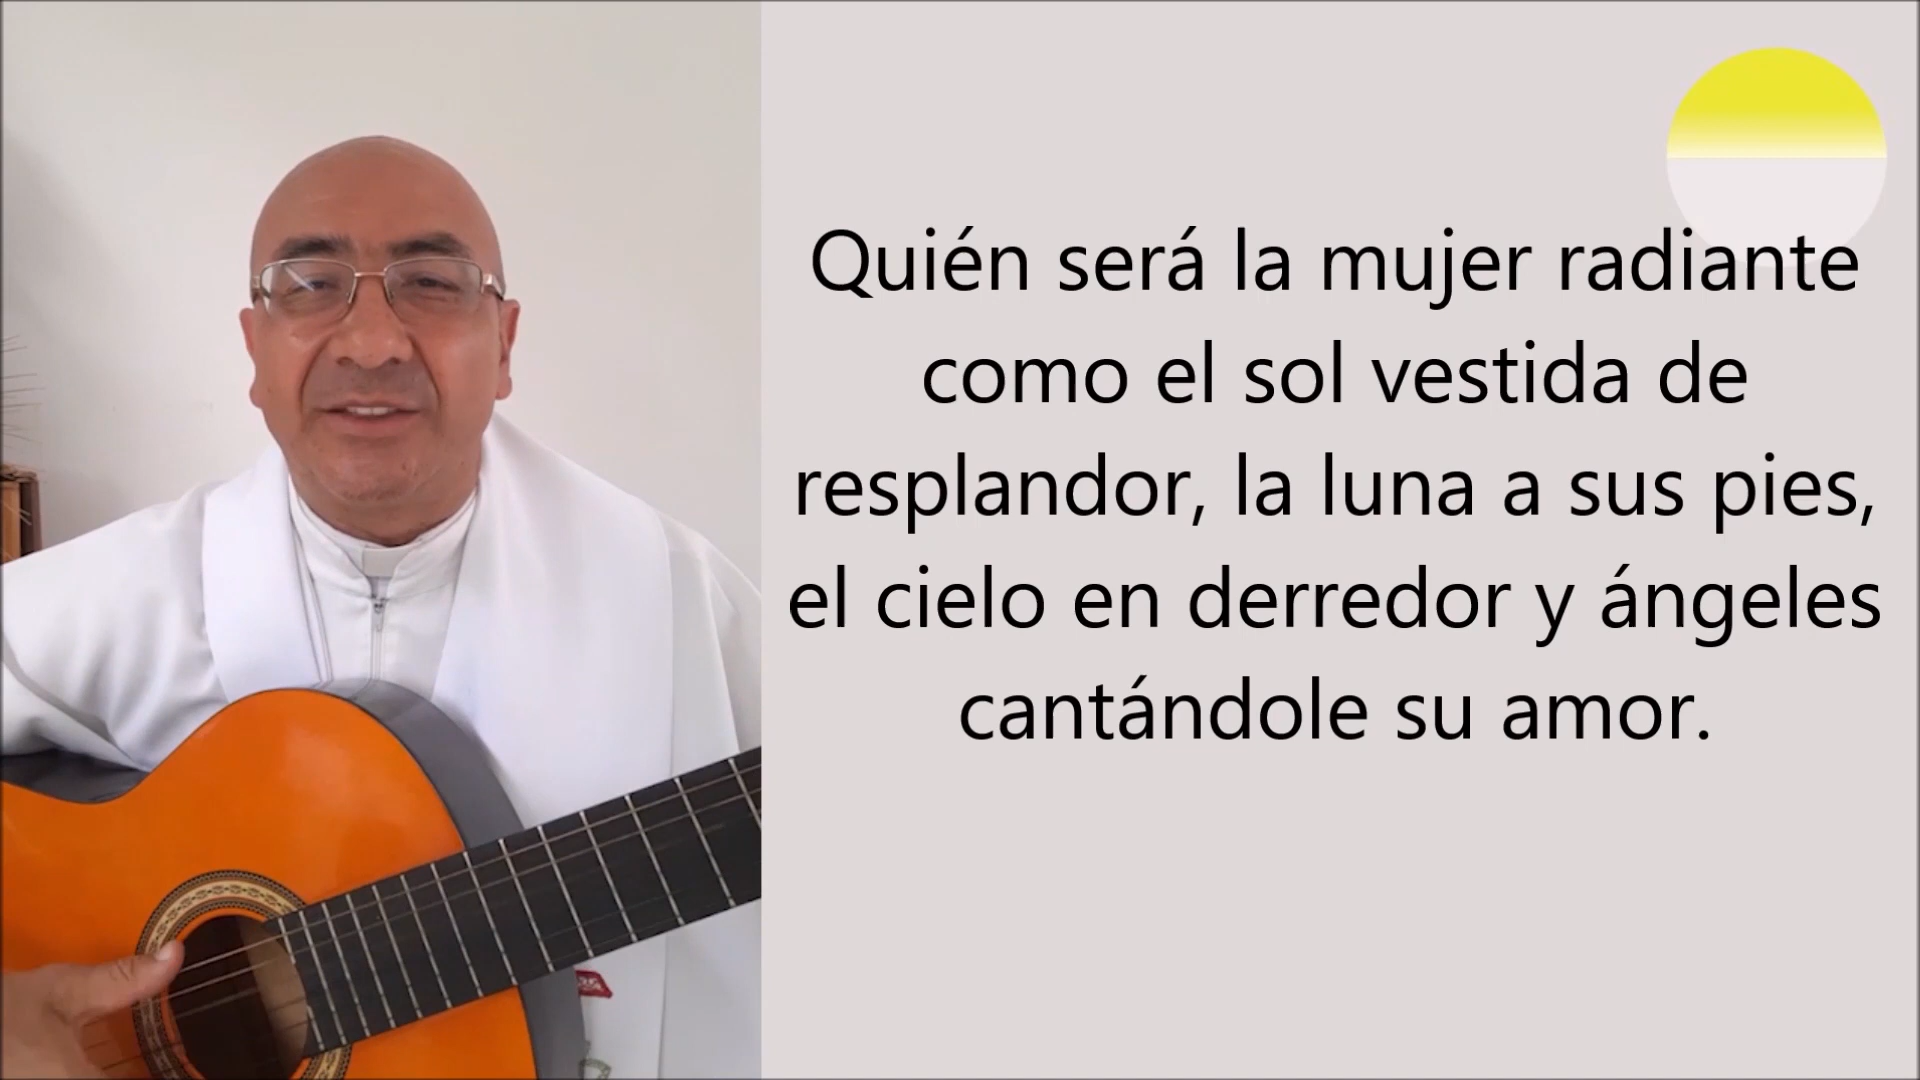 Quién será la mujer radiante
como el sol vestida de
resplandor, la luna a sus pies,
el cielo en derredor y ángeles
cantándole su amor.